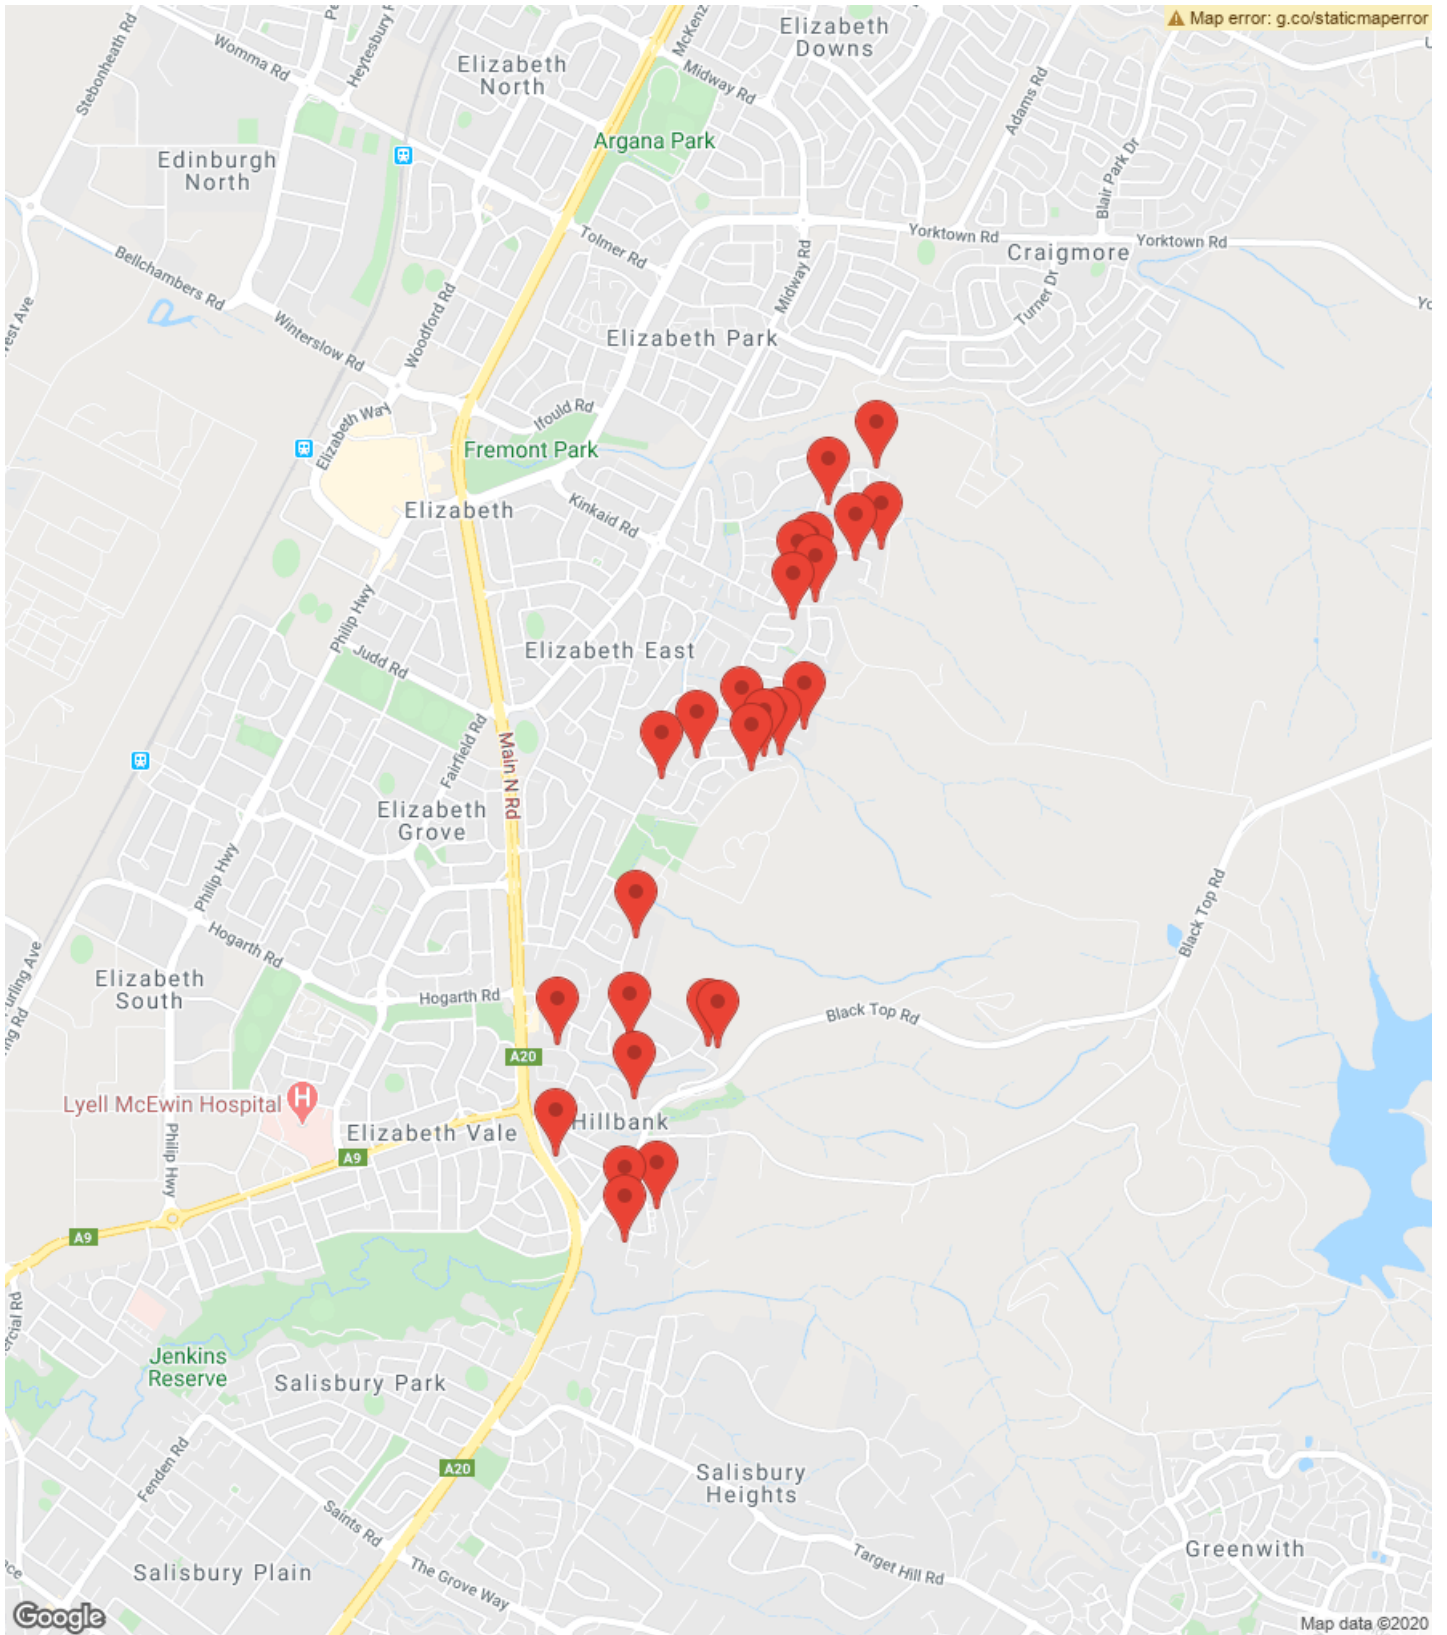 Map error: g.co/staticmaperror
Elizabeth
Downs
Stebonheath Rd
Womma Rd
Heytesbury
McKenz
Elizabeth
North
Midway Rd
Adams Rd
Argana Park
Edinburgh
North
Blair Park Dr
Tolmer Rd
Yorktown Rd
Yorktown Rd
Craigmore
Bellchambers Rd
Midway Rd
Turner Dr
Woodford Rd
Winterslow Rd
Elizabeth Park
Elizabeth Way
Ifould Rd
Fremont Park
Elizabeth
Kinkaid Rd
Philip Hwy
Judd Rd
Elizabeth East
Fairfield Rd
Main N Rd
Elizabeth
Grove
Philip Hwy
Black Top Rd
Hogarth Rd
Elizabeth
South
Hogarth Rd
Purling Ave
Black Top Rd
A20
Lyell McEwin Hospital
H
Hillbank
Elizabeth Vale
Philip Hwy
A9
A9
Jenkins
Reserve
Salisbury Park
A20
Salisbury
Heights
Fenden Rd
Saints Rd
Greenwith
Target Hill Rd
Salisbury Plain
The Grove Way
Google
Map data ©2020